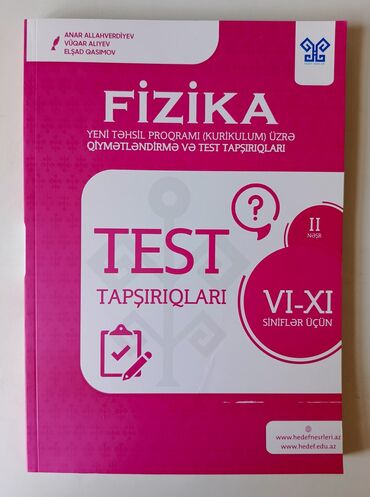 ANAR ALLAHVERDİYEV
VÜQAR ALIYEV
ELŞAD QASIMOV
FİZİKA
YENİ TƏHSİL PROQRAMI (KURİKULUM) ÜZRƏ
QİYMƏTLƏNDİRMƏ VƏ TEST TAPŞIRIQLARI
?
II
NƏŞR
TEST
TAPŞIRIQLARI
VI-XI
SİNİFLƏR ÜÇÜN
www.hedefnesrleri.az
www.hedef.edu.az